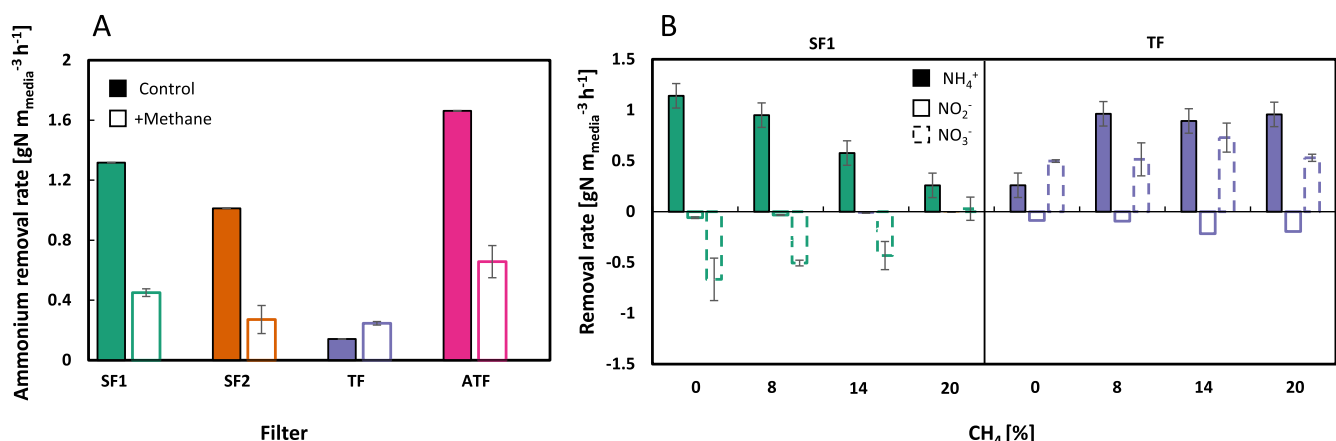 A
Ammonium removal rate [gN m_media^-3 h^-1]
2
1.6
1.2
0.8
0.4
0
Control
+Methane
SF1 SF2 TF ATF
Filter
B
SF1 TF
Removal rate [gN m_media^-3 h^-1]
1.5
1
0.5
0
-0.5
-1
-1.5
NH₄⁺
NO₂⁻
NO₃⁻
0 8 14 20 0 8 14 20
CH₄ [%]